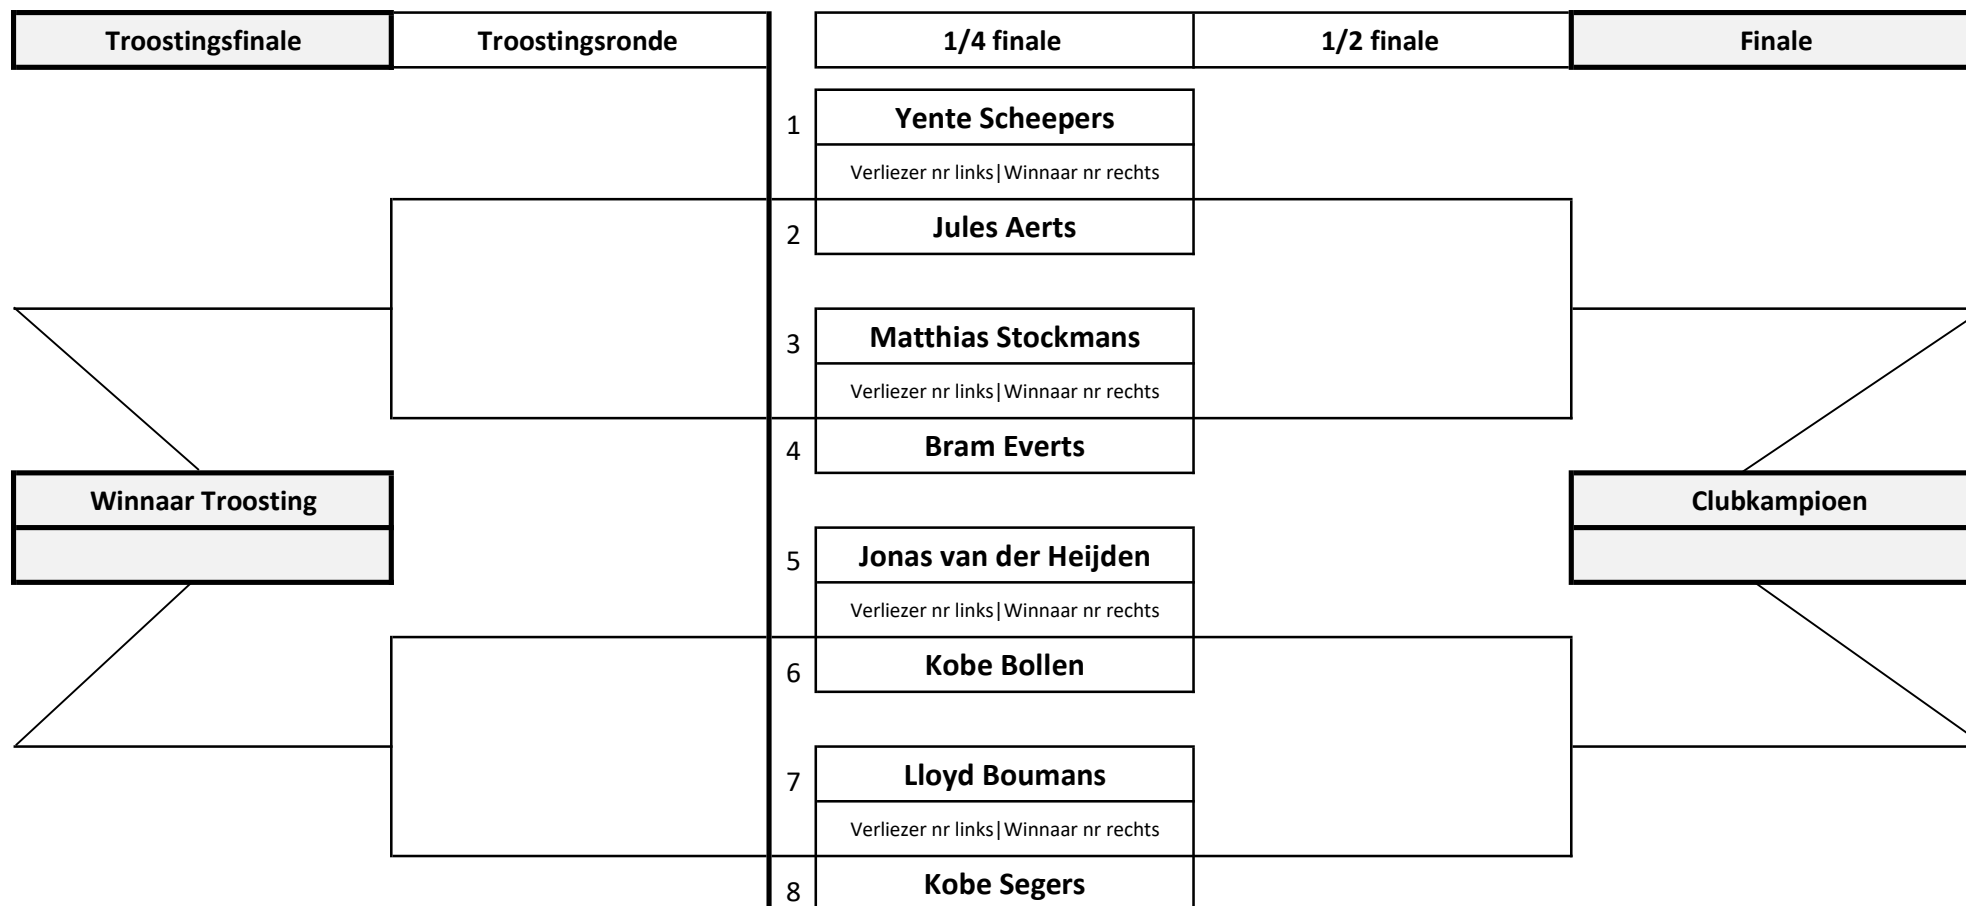 Troostingsfinale
Troostingsronde
1/4 finale
1/2 finale
Finale
1
Yente Scheepers
Verliezer nr links|Winnaar nr rechts
2
Jules Aerts
3
Matthias Stockmans
Verliezer nr links|Winnaar nr rechts
4
Bram Everts
Winnaar Troosting
Clubkampioen
5
Jonas van der Heijden
Verliezer nr links|Winnaar nr rechts
6
Kobe Bollen
7
Lloyd Boumans
Verliezer nr links|Winnaar nr rechts
8
Kobe Segers